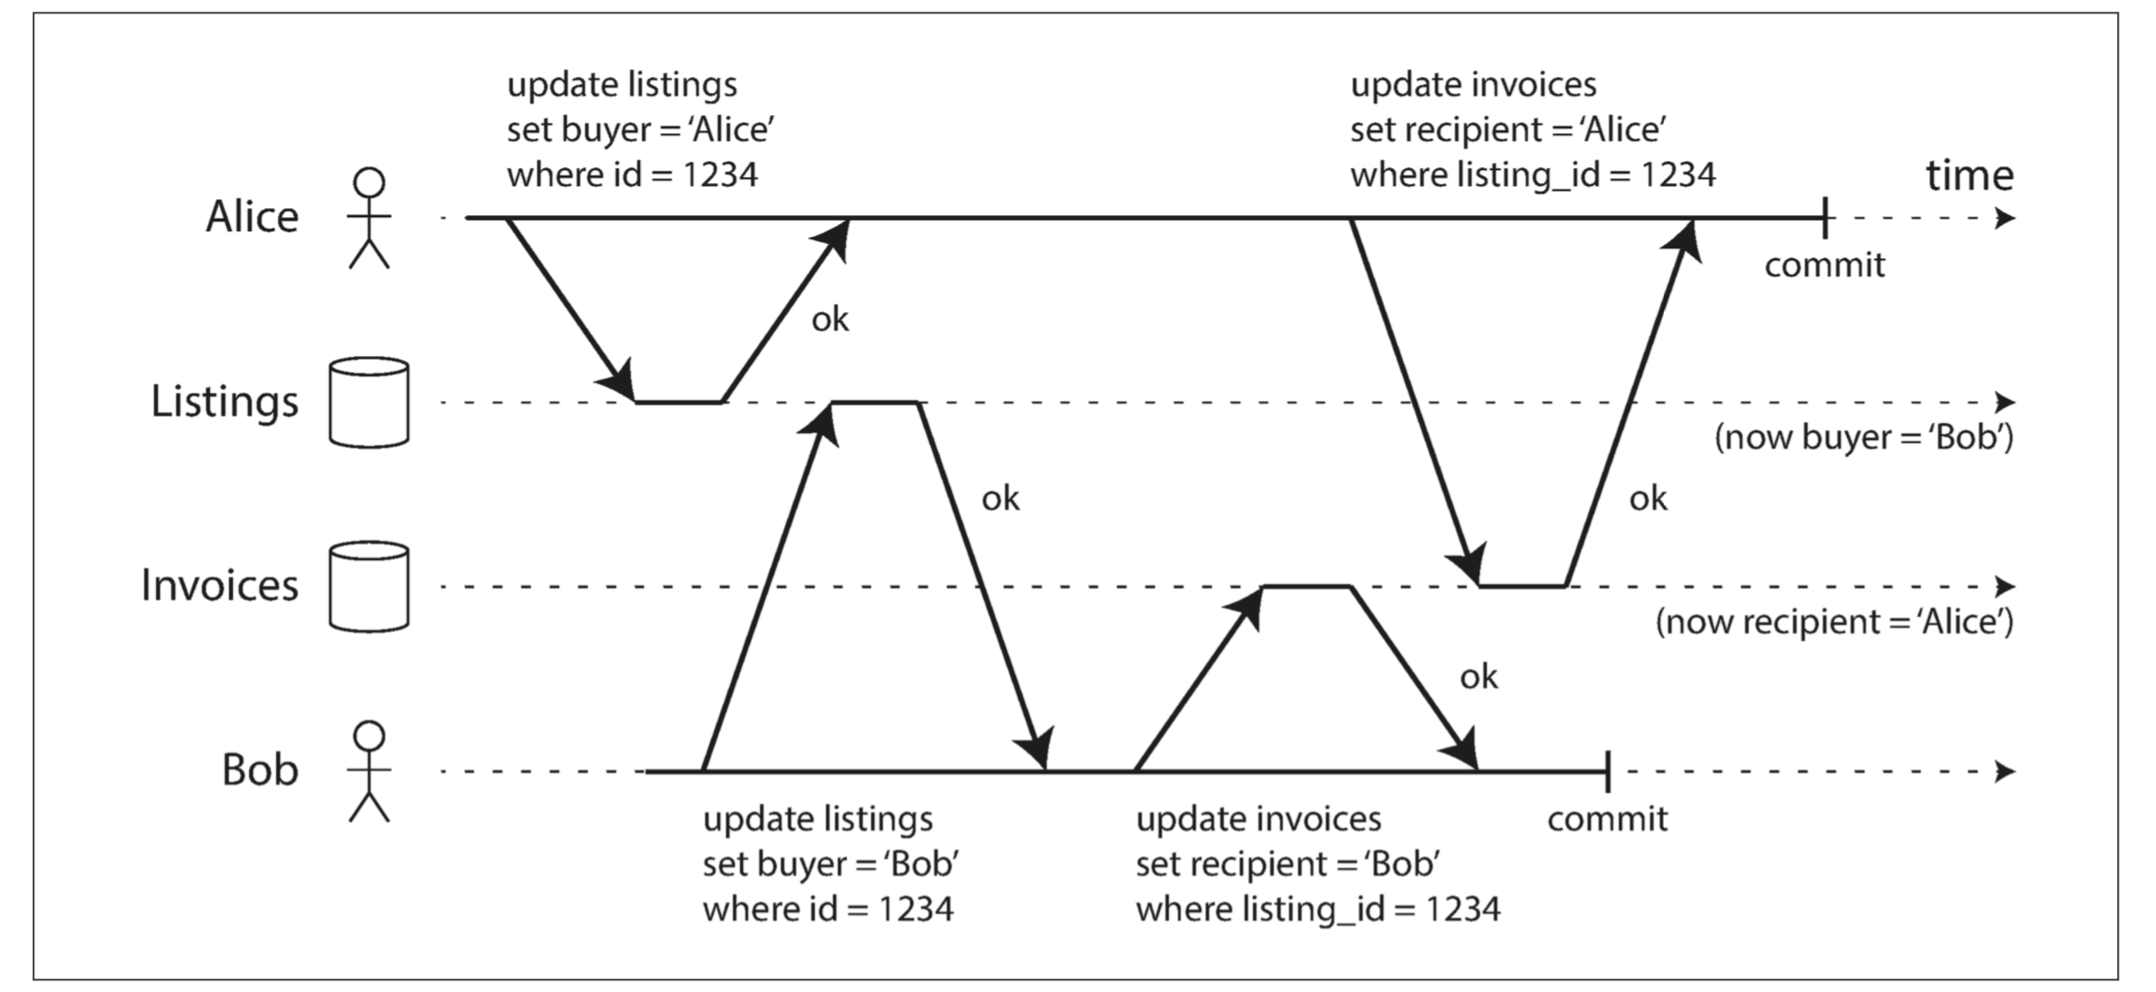 update listings
set buyer = ‘Alice’
where id = 1234
update invoices
set recipient = ‘Alice’
where listing_id = 1234
time
Alice
commit
ok
Listings
(now buyer = ‘Bob’)
ok
ok
Invoices
(now recipient = ‘Alice’)
ok
Bob
update listings
set buyer = ‘Bob’
where id = 1234
update invoices
set recipient = ‘Bob’
where listing_id = 1234
commit